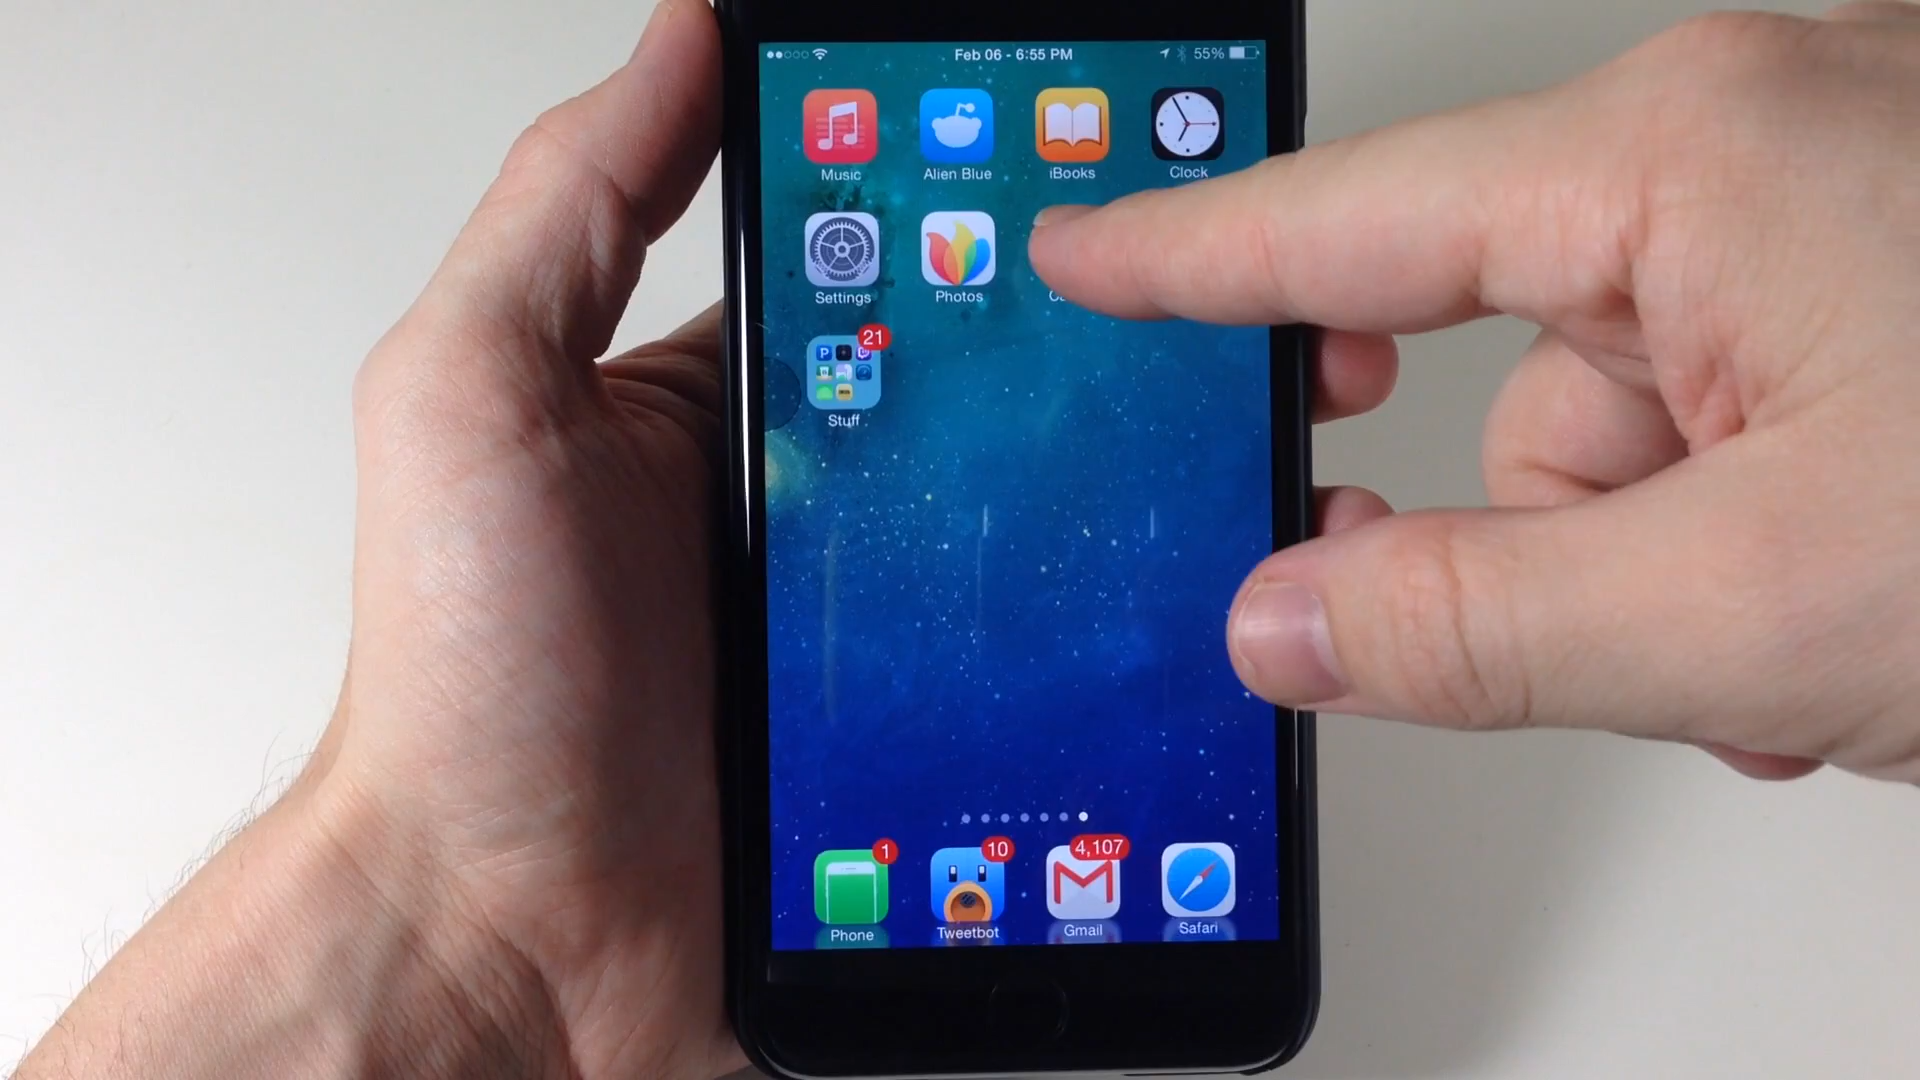 Feb 06 - 6:55 PM
55%
Music
Alien Blue
iBooks
Clock
Settings
Photos
21
P
Stuff
1
10
4,107
Phone
Tweetbot
Gmail
Safari